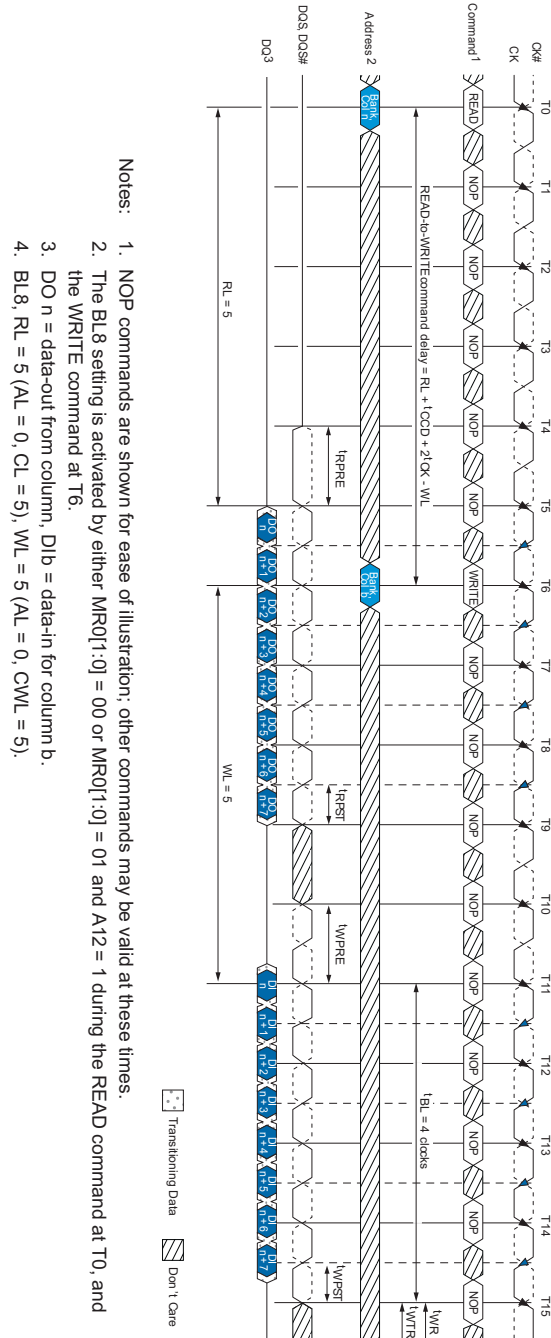 T0 T1 T2 T3 T4 T5 T6 T7 T8 T9 T10 T11 T12 T13 T14 T15
CK#
CK
Command1 READ NOP NOP NOP NOP NOP WRITE NOP NOP NOP NOP NOP NOP NOP NOP NOP
READ-to-WRITEcommand delay = RL + tCCD + 2tCK - WL
tBL = 4 clocks
tWR
tWTR
Address 2
Bank,
Col n
Bank,
Col b
tRPRE
tRPST
tWPRE
tWPST
DQS, DQS#
DQ3
DO
n
DO
n+1
DO
n+2
DO
n+3
DO
n+4
DO
n+5
DO
n+6
DO
n+7
DI
n
DI
n+1
DI
n+2
DI
n+3
DI
n+4
DI
n+5
DI
n+6
DI
n+7
RL = 5
WL = 5
Transitioning Data
Don't Care
Notes: 1. NOP commands are shown for ease of illustration; other commands may be valid at these times.
2. The BL8 setting is activated by either MR0[1:0] = 00 or MR0[1:0] = 01 and A12 = 1 during the READ command at T0, and
the WRITE command at T6.
3. DO n = data-out from column, DIb = data-in for column b.
4. BL8, RL = 5 (AL = 0, CL = 5), WL = 5 (AL = 0, CWL = 5).